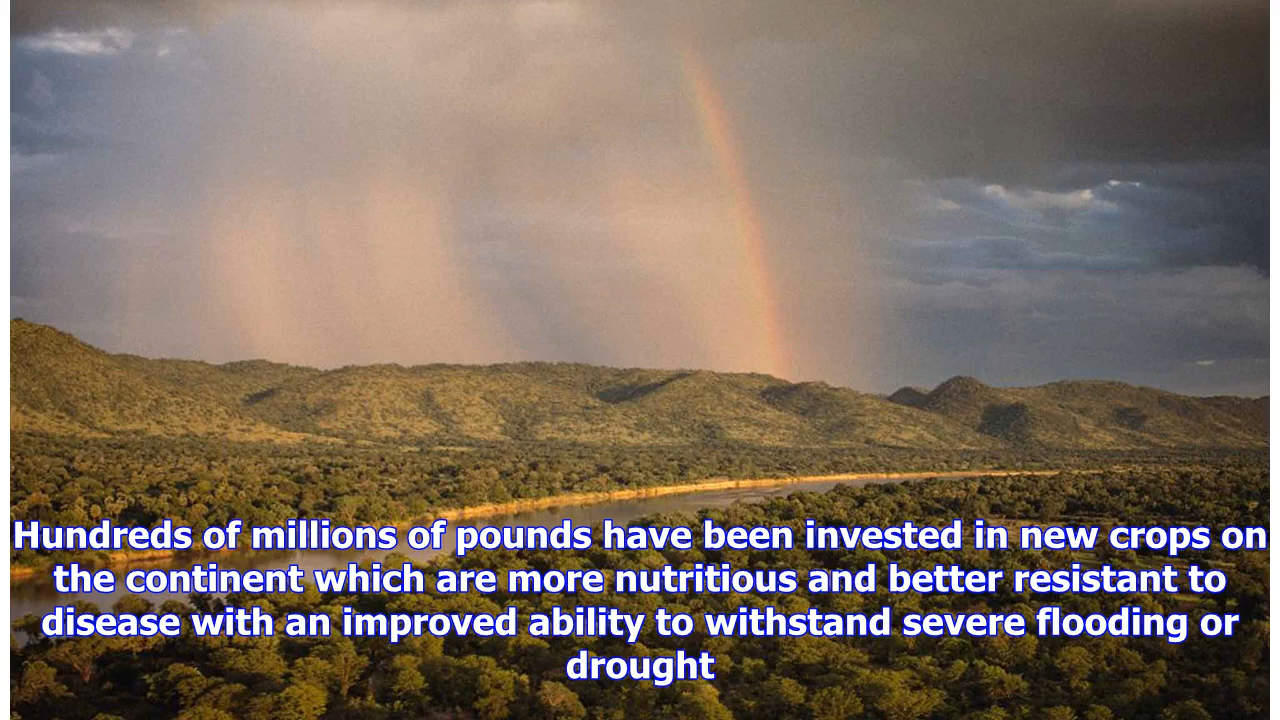 Hundreds of millions of pounds have been invested in new crops on
the continent which are more nutritious and better resistant to
disease with an improved ability to withstand severe flooding or
drought